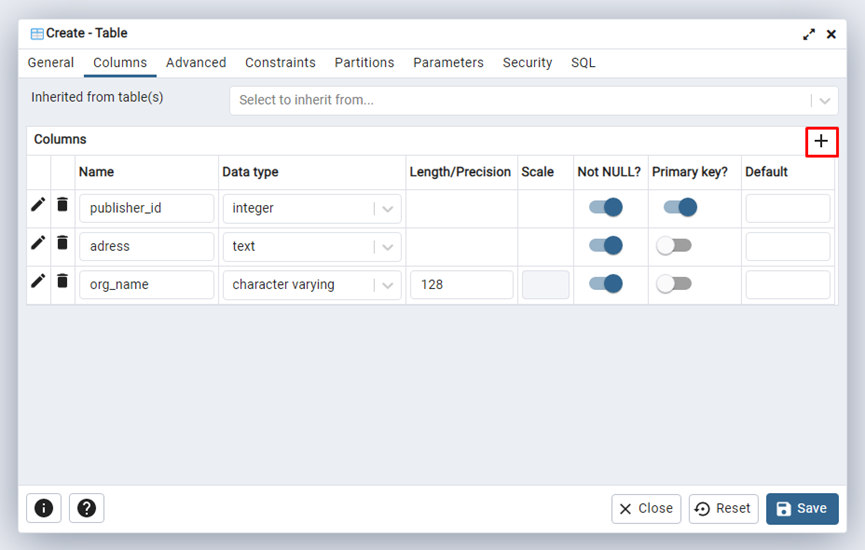 Create - Table
General Columns Advanced Constraints Partitions Parameters Security SQL
Inherited from table(s) Select to inherit from...
Columns
Name Data type Length/Precision Scale Not NULL? Primary key? Default
publisher_id integer
adress text
org_name character varying 128
Close Reset Save